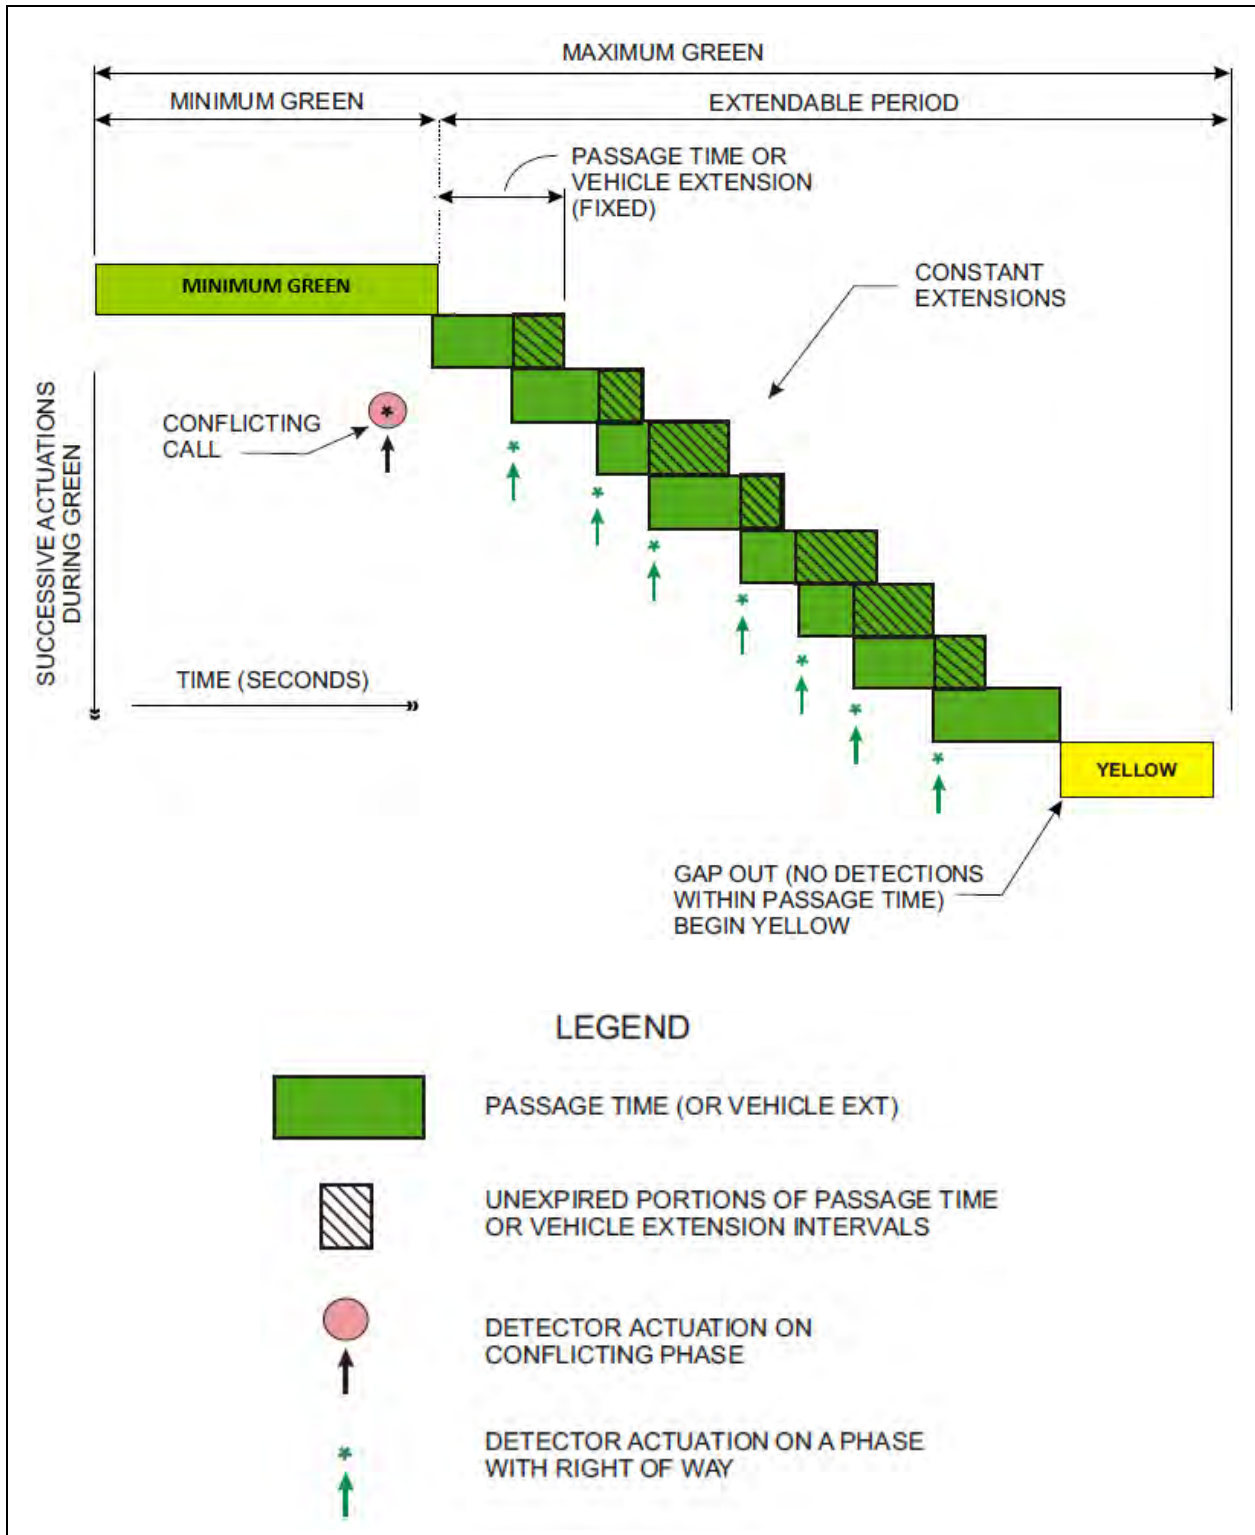 MAXIMUM GREEN
MINIMUM GREEN
EXTENDABLE PERIOD
PASSAGE TIME OR
VEHICLE EXTENSION
(FIXED)
MINIMUM GREEN
CONSTANT
EXTENSIONS
CONFLICTING
CALL
SUCCESSIVE ACTUATIONS
DURING GREEN
TIME (SECONDS)
YELLOW
GAP OUT (NO DETECTIONS
WITHIN PASSAGE TIME)
BEGIN YELLOW
LEGEND
PASSAGE TIME (OR VEHICLE EXT)
UNEXPIRED PORTIONS OF PASSAGE TIME
OR VEHICLE EXTENSION INTERVALS
DETECTOR ACTUATION ON
CONFLICTING PHASE
DETECTOR ACTUATION ON A PHASE
WITH RIGHT OF WAY